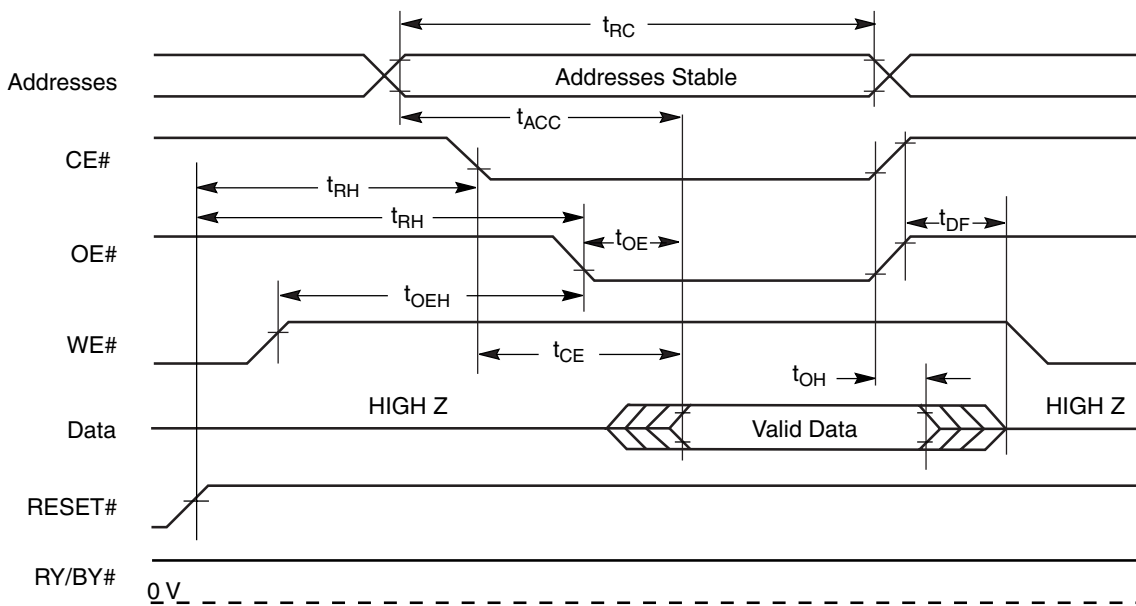 tRC
Addresses
Addresses Stable
tACC
CE#
tRH
tRH
tOE
tDF
OE#
tOEH
WE#
tCE
tOH
HIGH Z
HIGH Z
Data
Valid Data
RESET#
RY/BY#
0 V